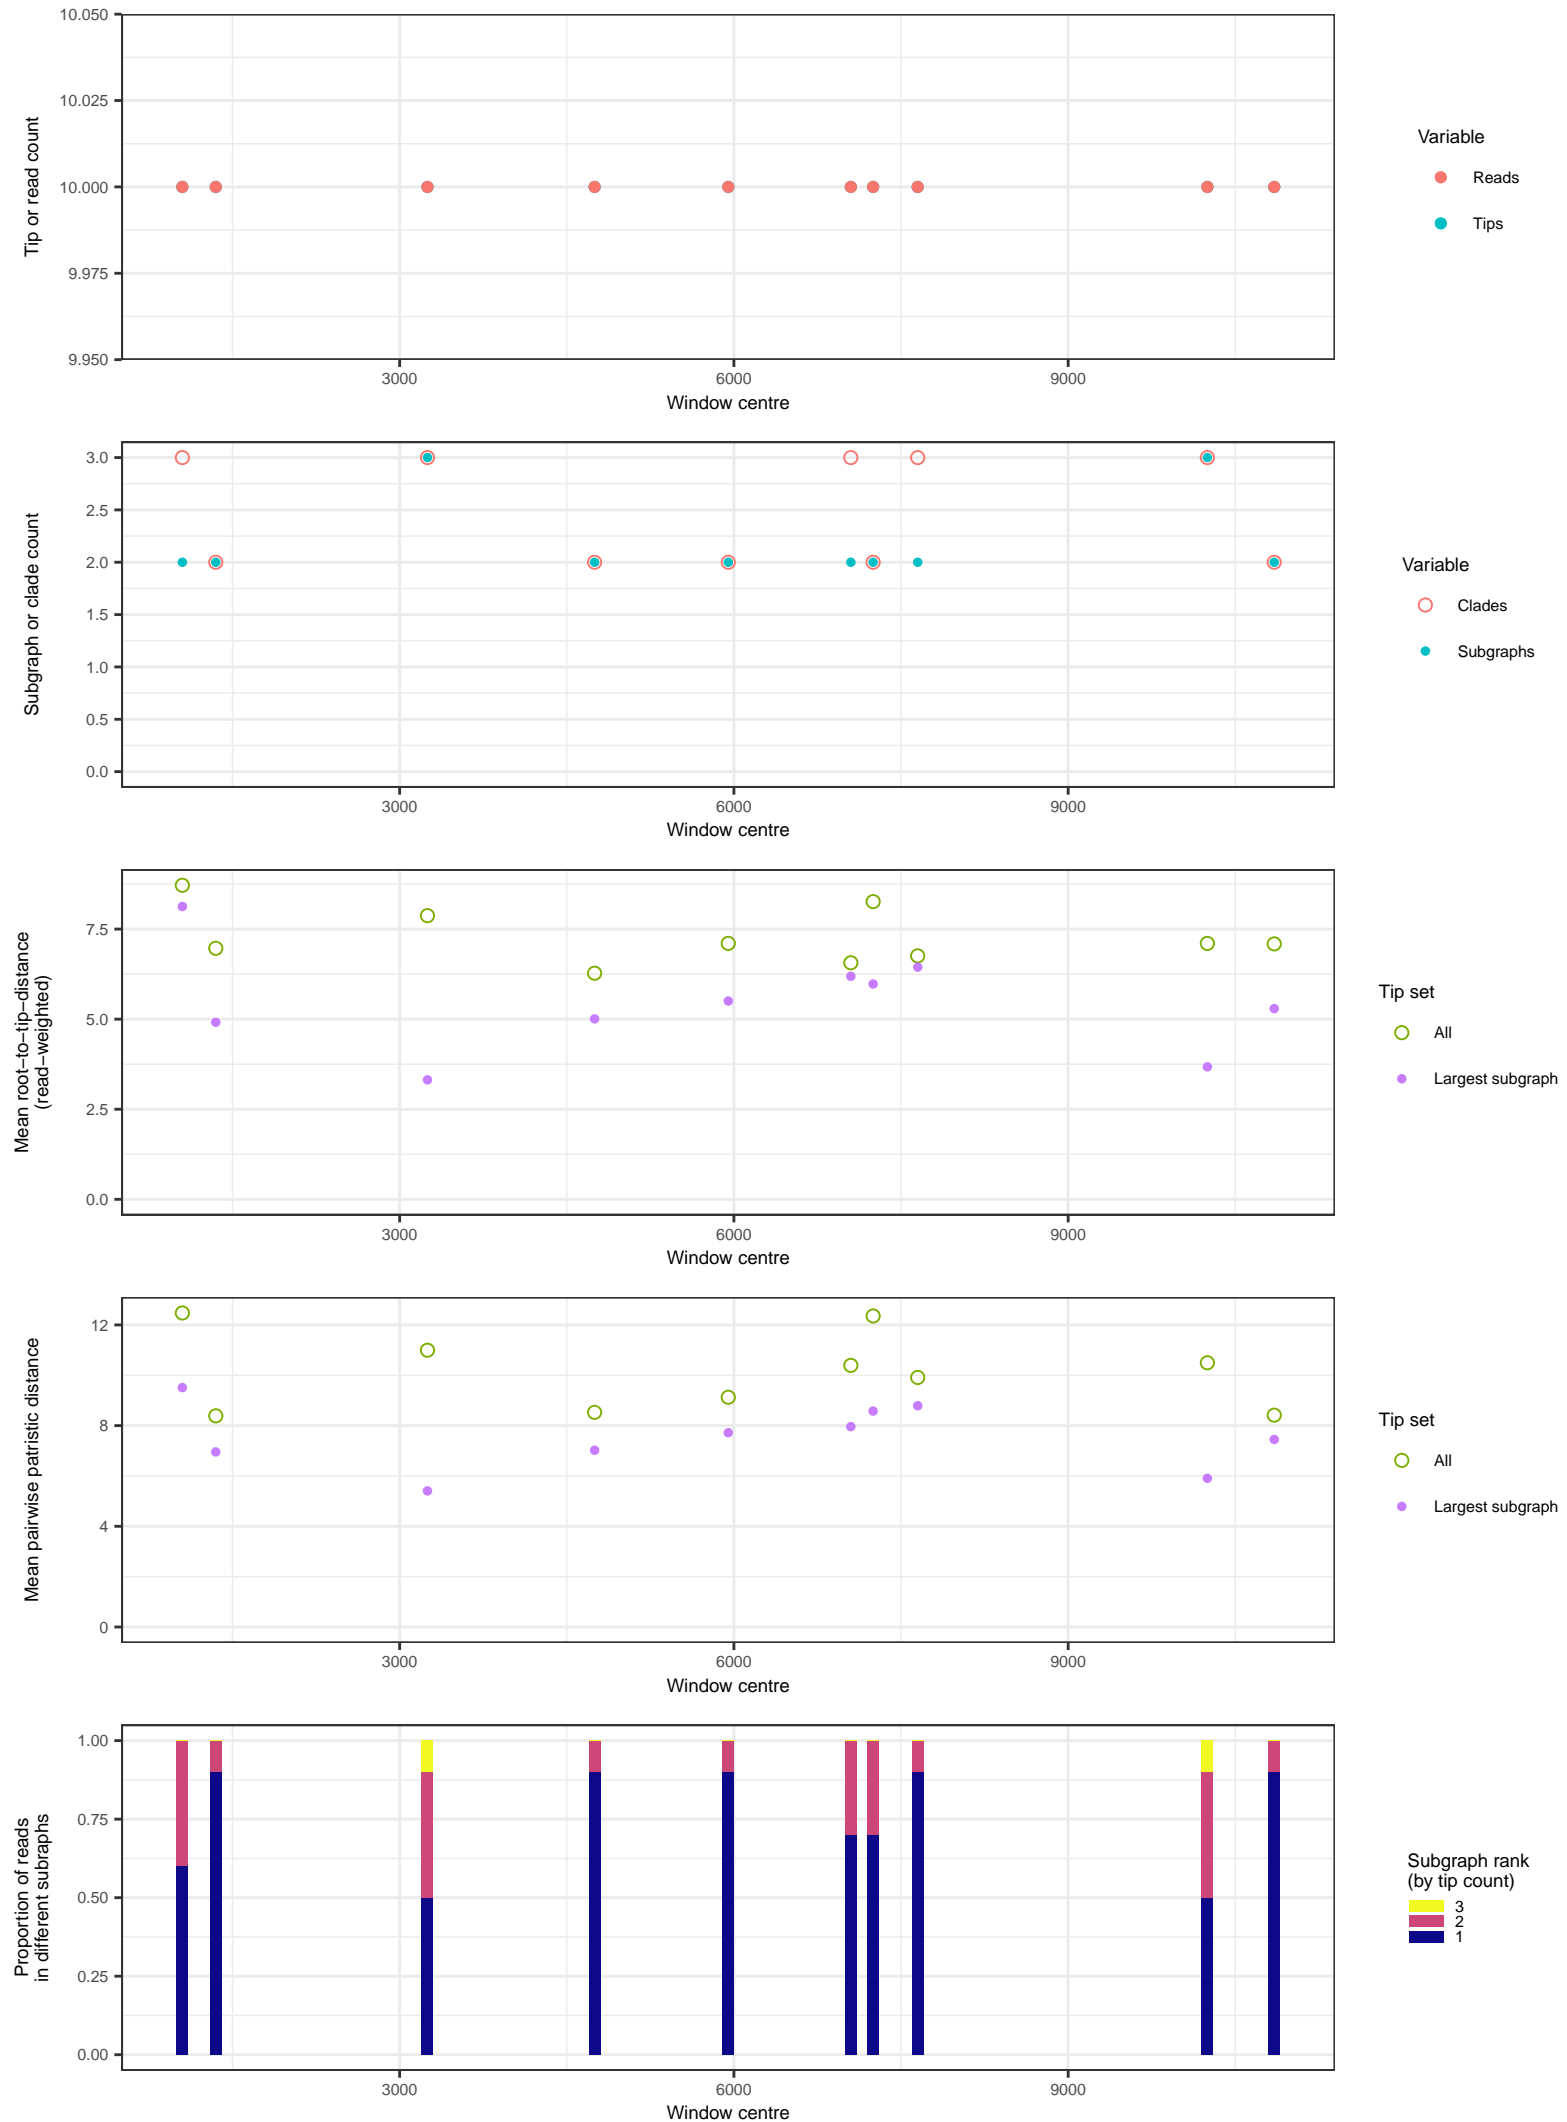 10.050
10.025
10.000
9.975
9.950
Tip or read count
3000
6000
9000
Window centre
Variable
Reads
Tips
3.0
2.5
2.0
1.5
1.0
0.5
0.0
Subgraph or clade count
3000
6000
9000
Window centre
Variable
Clades
Subgraphs
7.5
5.0
2.5
0.0
Mean root−to−tip−distance
(read−weighted)
3000
6000
9000
Window centre
Tip set
All
Largest subgraph
12
8
4
0
Mean pairwise patristic distance
3000
6000
9000
Window centre
Tip set
All
Largest subgraph
1.00
0.75
0.50
0.25
0.00
Proportion of reads
in different subraphs
3000
6000
9000
Window centre
Subgraph rank
(by tip count)
3
2
1